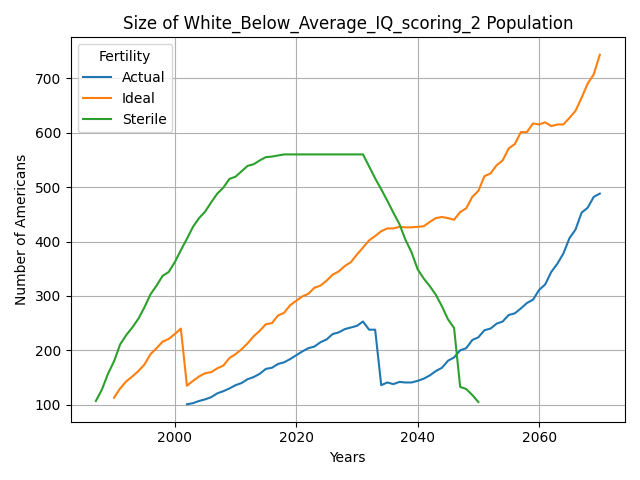 Size of White_Below_Average_IQ_scoring_2 Population
Fertility
Actual
Ideal
Sterile
Number of Americans
700
600
500
400
300
200
100
2000
2020
2040
2060
Years